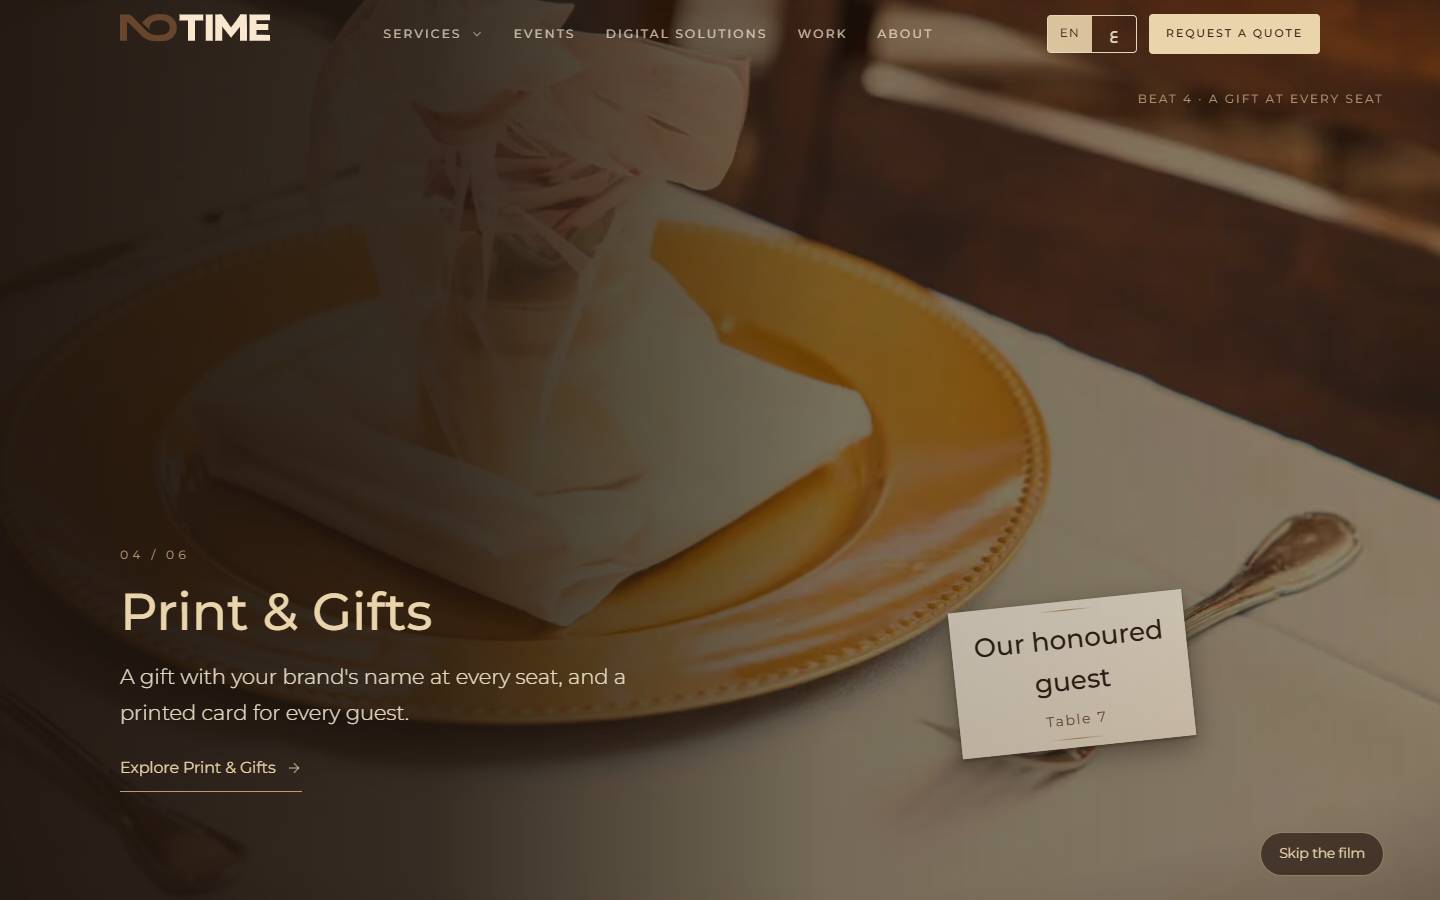 NOTIME
SERVICES
EVENTS
DIGITAL SOLUTIONS
WORK
ABOUT
EN
ع
REQUEST A QUOTE
BEAT 4 · A GIFT AT EVERY SEAT
04 / 06
Print & Gifts
A gift with your brand's name at every seat, and a
printed card for every guest.
Explore Print & Gifts
Our honoured
guest
Table 7
Skip the film